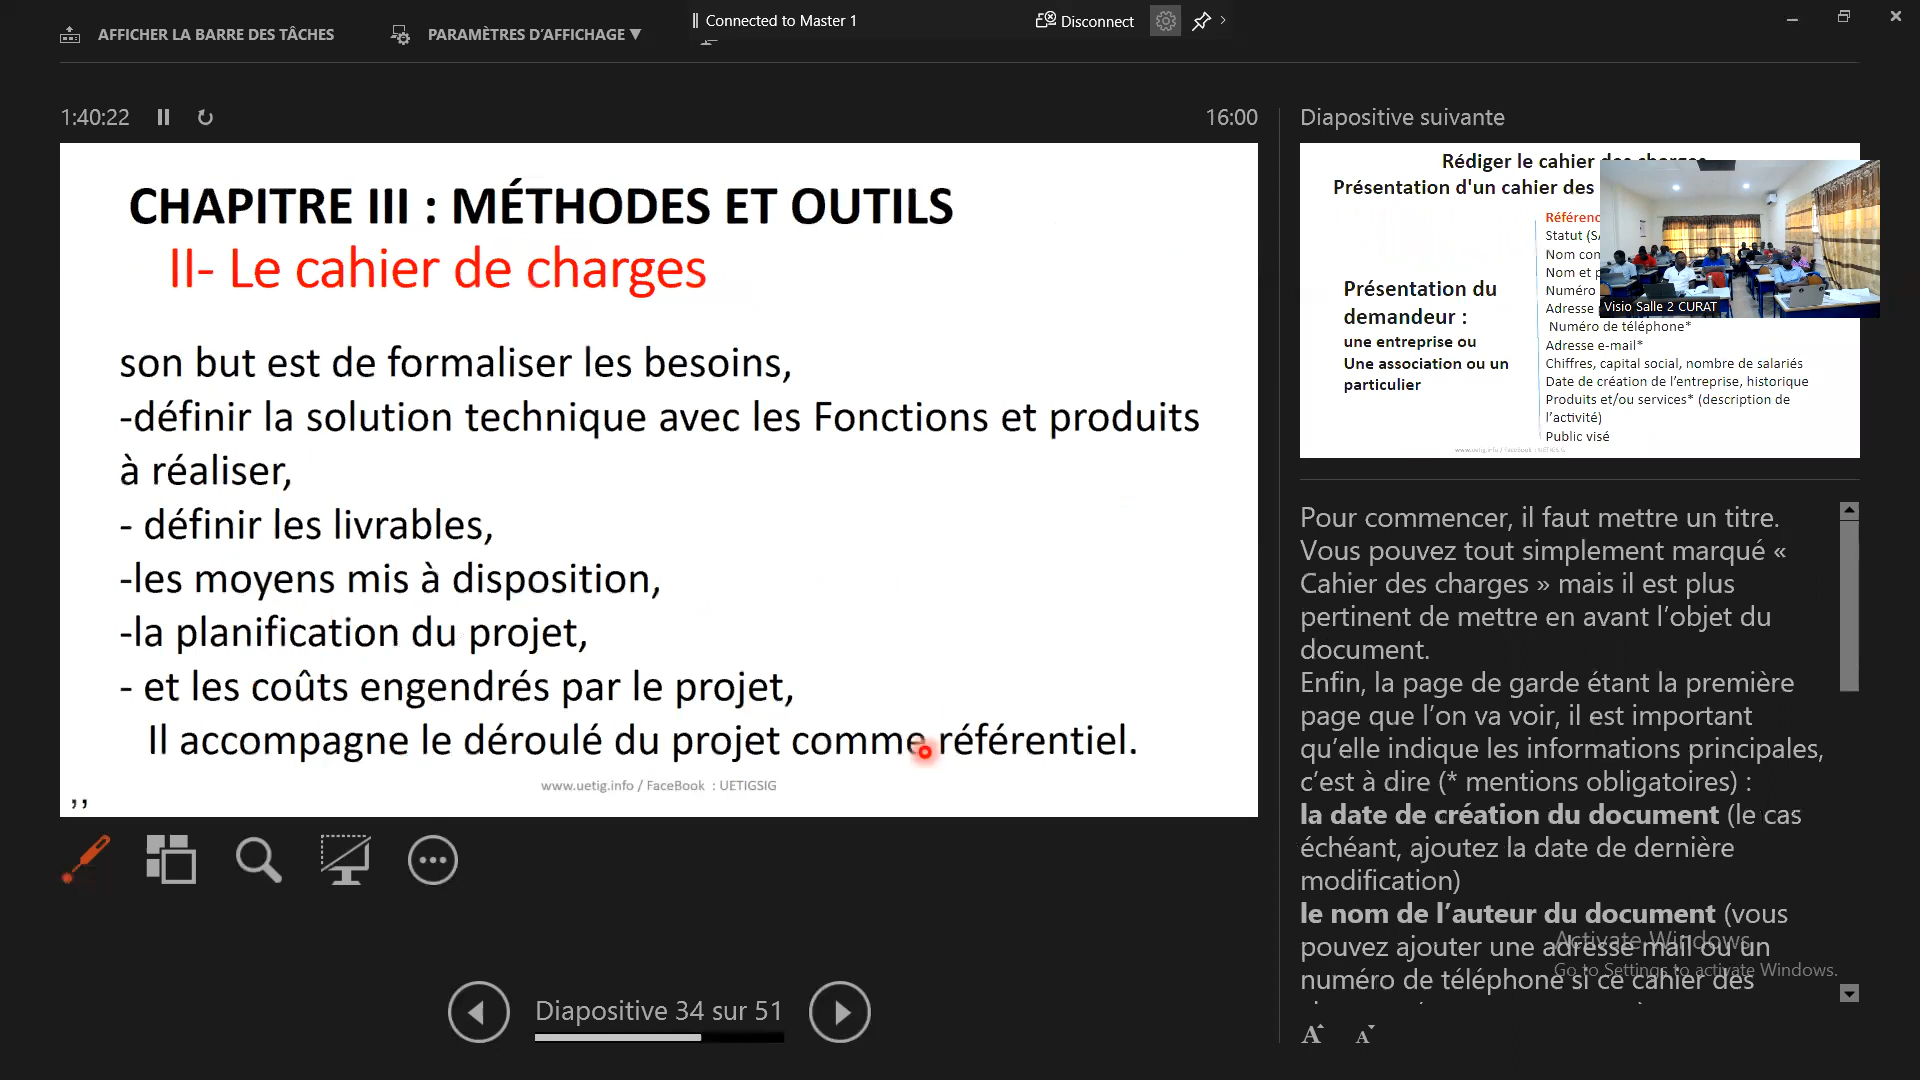 AFFICHER LA BARRE DES TÂCHES
PARAMÈTRES D'AFFICHAGE ▼
Connected to Master 1
Disconnect
1:40:22
16:00
CHAPITRE III : MÉTHODES ET OUTILS
II- Le cahier de charges
son but est de formaliser les besoins,
-définir la solution technique avec les Fonctions et produits
à réaliser,
- définir les livrables,
-les moyens mis à disposition,
-la planification du projet,
- et les coûts engendrés par le projet,
Il accompagne le déroulé du projet comme référentiel.
www.uetig.info / FaceBook : UETIGSIG
,,
Diapositive 34 sur 51
Diapositive suivante
Rédiger le cahier des charges
Présentation d'un cahier des
Présentation du
demandeur :
une entreprise ou
Une association ou un
particulier
Statut
Nom
Nom et
Numéro
Adresse
Numéro de téléphone*
Adresse e-mail*
Chiffres, capital social, nombre de salariés
Date de création de l'entreprise, historique
Produits et/ou services* (description de
l'activité)
Public visé
Visio Salle 2 CURAT
Pour commencer, il faut mettre un titre.
Vous pouvez tout simplement marqué «
Cahier des charges » mais il est plus
pertinent de mettre en avant l'objet du
document.
Enfin, la page de garde étant la première
page que l'on va voir, il est important
qu'elle indique les informations principales,
c'est à dire (* mentions obligatoires) :
la date de création du document (le cas
échéant, ajoutez la date de dernière
modification)
le nom de l'auteur du document (vous
pouvez ajouter une adresse mail ou un
numéro de téléphone si ce cahier des
Activate Windows
Go to Settings to activate Windows.